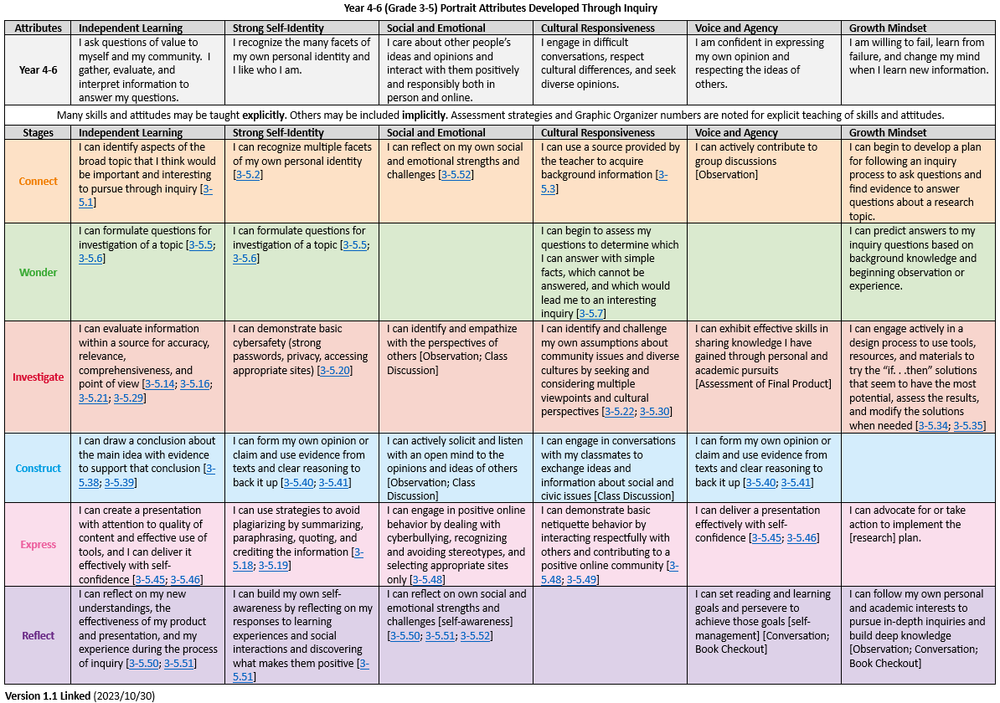 Year 4-6 (Grade 3-5) Portrait Attributes Developed Through Inquiry
Attributes
Independent Learning
Strong Self-Identity
Social and Emotional
Cultural Responsiveness
Voice and Agency
Growth Mindset
Year 4-6
I ask questions of value to
myself and my community.  I
gather, evaluate, and
interpret information to
answer my questions.
I recognize the many facets of
my own personal identity and
I like who I am.
I care about other people's
ideas and opinions and
interact with them positively
and responsibly both in
person and online.
I engage in difficult
conversations, respect
cultural differences, and seek
diverse opinions.
I am confident in expressing
my own opinion and
respecting the ideas of
others.
I am willing to fail, learn from
failure, and change my mind
when I learn new information.
Many skills and attitudes may be taught explicitly. Others may be included implicitly. Assessment strategies and Graphic Organizer numbers are noted for explicit teaching of skills and attitudes.
Stages
Independent Learning
Strong Self-Identity
Social and Emotional
Cultural Responsiveness
Voice and Agency
Growth Mindset
Connect
I can identify aspects of the
broad topic that I think would
be important and interesting
to pursue through inquiry [3-
5.1]
I can recognize multiple facets
of my own personal identity
[3-5.2]
I can reflect on my own social
and emotional strengths and
challenges [3-5.52]
I can use a source provided by
the teacher to acquire
background information [3-
5.3]
I can actively contribute to
group discussions
[Observation]
I can begin to develop a plan
for following an inquiry
process to ask questions and
find evidence to answer
questions about a research
topic.
Wonder
I can formulate questions for
investigation of a topic [3-5.5;
3-5.6]
I can formulate questions for
investigation of a topic [3-5.5;
3-5.6]
I can begin to assess my
questions to determine which
I can answer with simple
facts, which cannot be
answered, and which would
lead me to an interesting
inquiry [3-5.7]
I can predict answers to my
inquiry questions based on
background knowledge and
beginning observation or
experience.
Investigate
I can evaluate information
within a source for accuracy,
relevance,
comprehensiveness, and
point of view [3-5.14; 3-5.16;
3-5.21; 3-5.29]
I can demonstrate basic
cybersafety (strong
passwords, privacy, accessing
appropriate sites) [3-5.20]
I can identify and empathize
with the perspectives of
others [Observation; Class
Discussion]
I can identify and challenge
my own assumptions about
community issues and diverse
cultures by seeking and
considering multiple
viewpoints and cultural
perspectives [3-5.22; 3-5.30]
I can exhibit effective skills in
sharing knowledge I have
gained through personal and
academic pursuits
[Assessment of Final Product]
I can engage actively in a
design process to use tools,
resources, and materials to
try the "if. . .then" solutions
that seem to have the most
potential, assess the results,
and modify the solutions
when needed [3-5.34; 3-5.35]
Construct
I can draw a conclusion about
the main idea with evidence
to support that conclusion [3-
5.38; 3-5.39]
I can form my own opinion or
claim and use evidence from
texts and clear reasoning to
back it up [3-5.40; 3-5.41]
I can actively solicit and listen
with an open mind to the
opinions and ideas of others
[Observation; Class
Discussion]
I can engage in conversations
with my classmates to
exchange ideas and
information about social and
civic issues [Class Discussion]
I can form my own opinion or
claim and use evidence from
texts and clear reasoning to
back it up [3-5.40; 3-5.41]
Express
I can create a presentation
with attention to quality of
content and effective use of
tools, and I can deliver it
effectively with self-
confidence [3-5.45; 3-5.46]
I can use strategies to avoid
plagiarizing by summarizing,
paraphrasing, quoting, and
crediting the information [3-
5.18; 3-5.19]
I can engage in positive online
behavior by dealing with
cyberbullying, recognizing
and avoiding stereotypes, and
selecting appropriate sites
only [3-5.48]
I can demonstrate basic
netiquette behavior by
interacting respectfully with
others and contributing to a
positive online community [3-
5.48; 3-5.49]
I can deliver a presentation
effectively with self-
confidence [3-5.45; 3-5.46]
I can advocate for or take
action to implement the
[research] plan.
Reflect
I can reflect on my new
understandings, the
effectiveness of my product
and presentation, and my
experience during the process
of inquiry [3-5.50; 3-5.51]
I can build my own self-
awareness by reflecting on my
responses to learning
experiences and social
interactions and discovering
what makes them positive [3-
5.51]
I can reflect on own social and
emotional strengths and
challenges [self-awareness]
[3-5.50; 3-5.51; 3-5.52]
I can set reading and learning
goals and persevere to
achieve those goals [self-
management] [Conversation;
Book Checkout]
I can follow my own personal
and academic interests to
pursue in-depth inquiries and
build deep knowledge
[Observation; Conversation;
Book Checkout]
Version 1.1 Linked (2023/10/30)